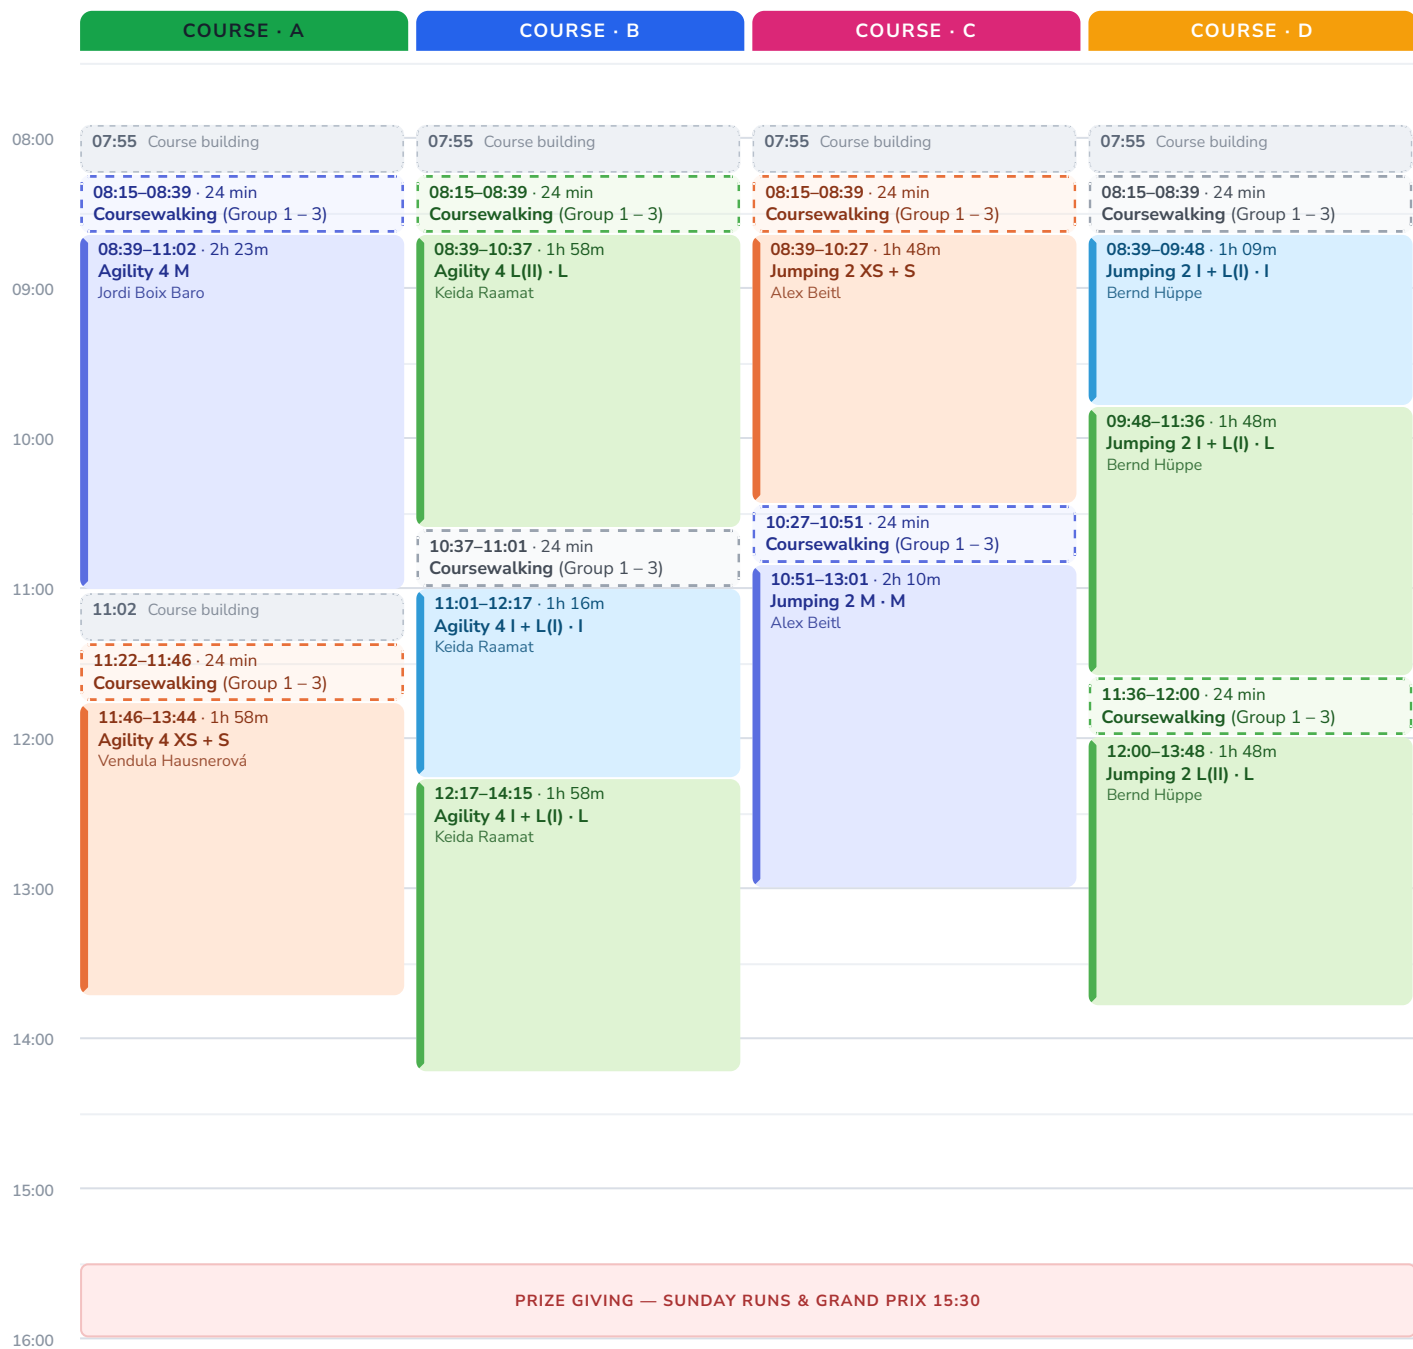 COURSE · A
COURSE · B
COURSE · C
COURSE · D
08:00
09:00
10:00
11:00
12:00
13:00
14:00
15:00
16:00
07:55 Course building
08:15–08:39 · 24 min
Coursewalking (Group 1 – 3)
08:39–11:02 · 2h 23m
Agility 4 M
Jordi Boix Baro
11:02 Course building
11:22–11:46 · 24 min
Coursewalking (Group 1 – 3)
11:46–13:44 · 1h 58m
Agility 4 XS + S
Vendula Hausnerová
07:55 Course building
08:15–08:39 · 24 min
Coursewalking (Group 1 – 3)
08:39–10:37 · 1h 58m
Agility 4 L(II) · L
Keida Raamat
10:37–11:01 · 24 min
Coursewalking (Group 1 – 3)
11:01–12:17 · 1h 16m
Agility 4 I + L(I) · I
Keida Raamat
12:17–14:15 · 1h 58m
Agility 4 I + L(I) · L
Keida Raamat
07:55 Course building
08:15–08:39 · 24 min
Coursewalking (Group 1 – 3)
08:39–10:27 · 1h 48m
Jumping 2 XS + S
Alex Beitl
10:27–10:51 · 24 min
Coursewalking (Group 1 – 3)
10:51–13:01 · 2h 10m
Jumping 2 M · M
Alex Beitl
07:55 Course building
08:15–08:39 · 24 min
Coursewalking (Group 1 – 3)
08:39–09:48 · 1h 09m
Jumping 2 I + L(I) · I
Bernd Hüppe
09:48–11:36 · 1h 48m
Jumping 2 I + L(I) · L
Bernd Hüppe
11:36–12:00 · 24 min
Coursewalking (Group 1 – 3)
12:00–13:48 · 1h 48m
Jumping 2 L(II) · L
Bernd Hüppe
PRIZE GIVING — SUNDAY RUNS & GRAND PRIX 15:30